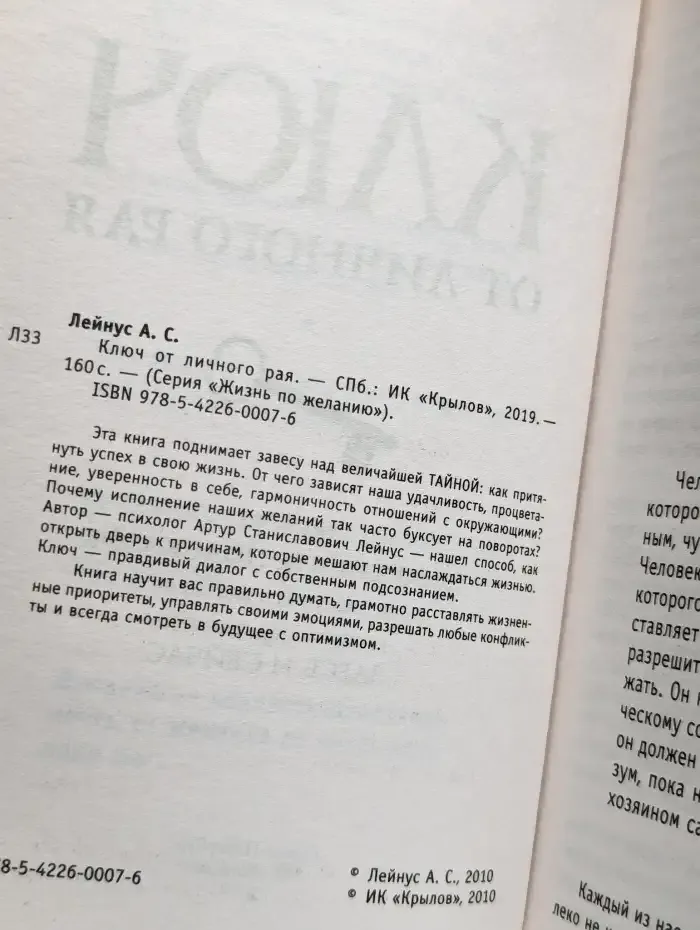 КЛЮЧ
ОТ ЛИЧНОГО РАЯ
Лейнус А. С.
Л33
Ключ от личного рая. — СПб.: ИК «Крылов», 2019. —
160 с. — (Серия «Жизнь по желанию»).
ISBN 978-5-4226-0007-6
Эта книга поднимает завесу над величайшей ТАЙНОЙ: как притя-
нуть успех в свою жизнь. От чего зависят наша удачливость, процвета-
ние, уверенность в себе, гармоничность отношений с окружающими?
Почему исполнение наших желаний так часто буксует на поворотах?
Автор — психолог Артур Станиславович Лейнус — нашел способ, как
открыть дверь к причинам, которые мешают нам наслаждаться жизнью.
Ключ — правдивый диалог с собственным подсознанием.
Книга научит вас правильно думать, грамотно расставлять жизнен-
ные приоритеты, управлять своими эмоциями, разрешать любые конфлик-
ты и всегда смотреть в будущее с оптимизмом.
8-5-4226-0007-6
© Лейнус А. С., 2010
© ИК «Крылов», 2010
Чел
которо
ным, чу
Человек
которого
ставляет
разрешит
жать. Он
ческому со
он должен
зум, пока н
хозяином са
Каждый из нас
леко не